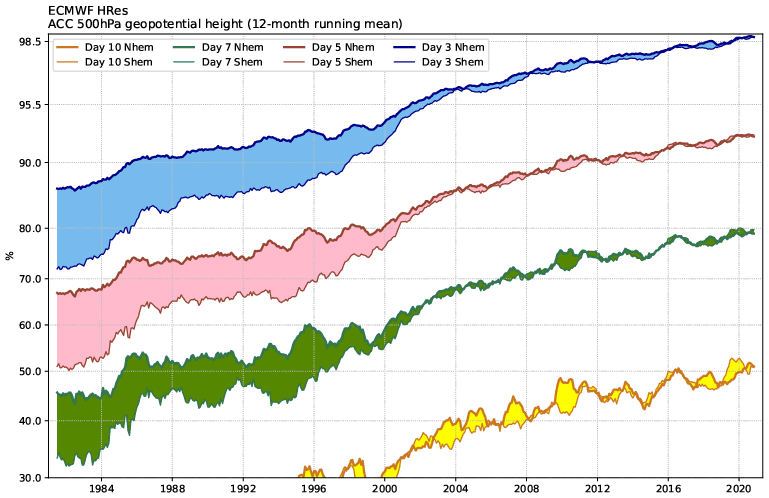 ECMWF HRes
ACC 500hPa geopotential height (12-month running mean)
Day 10 Nhem Day 7 Nhem Day 5 Nhem Day 3 Nhem
Day 10 Shem Day 7 Shem Day 5 Shem Day 3 Shem
98.5
95.5
90.0
80.0
%
70.0
60.0
50.0
40.0
30.0
1984 1988 1992 1996 2000 2004 2008 2012 2016 2020